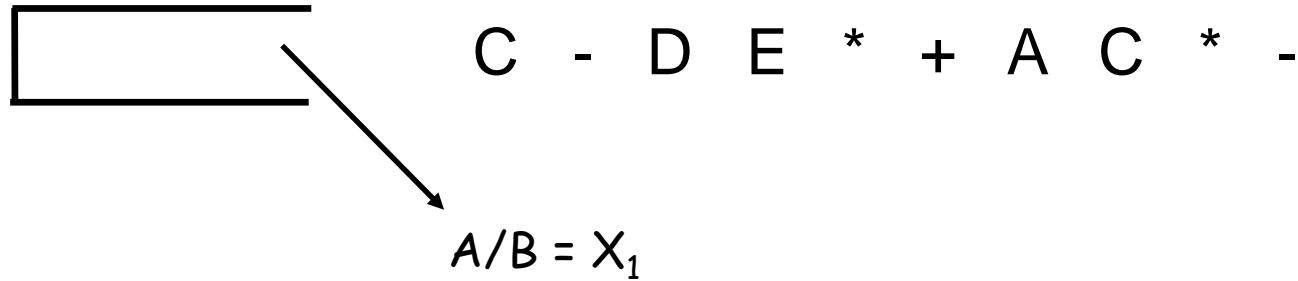 C - D E * + A C * -
A/B = X₁